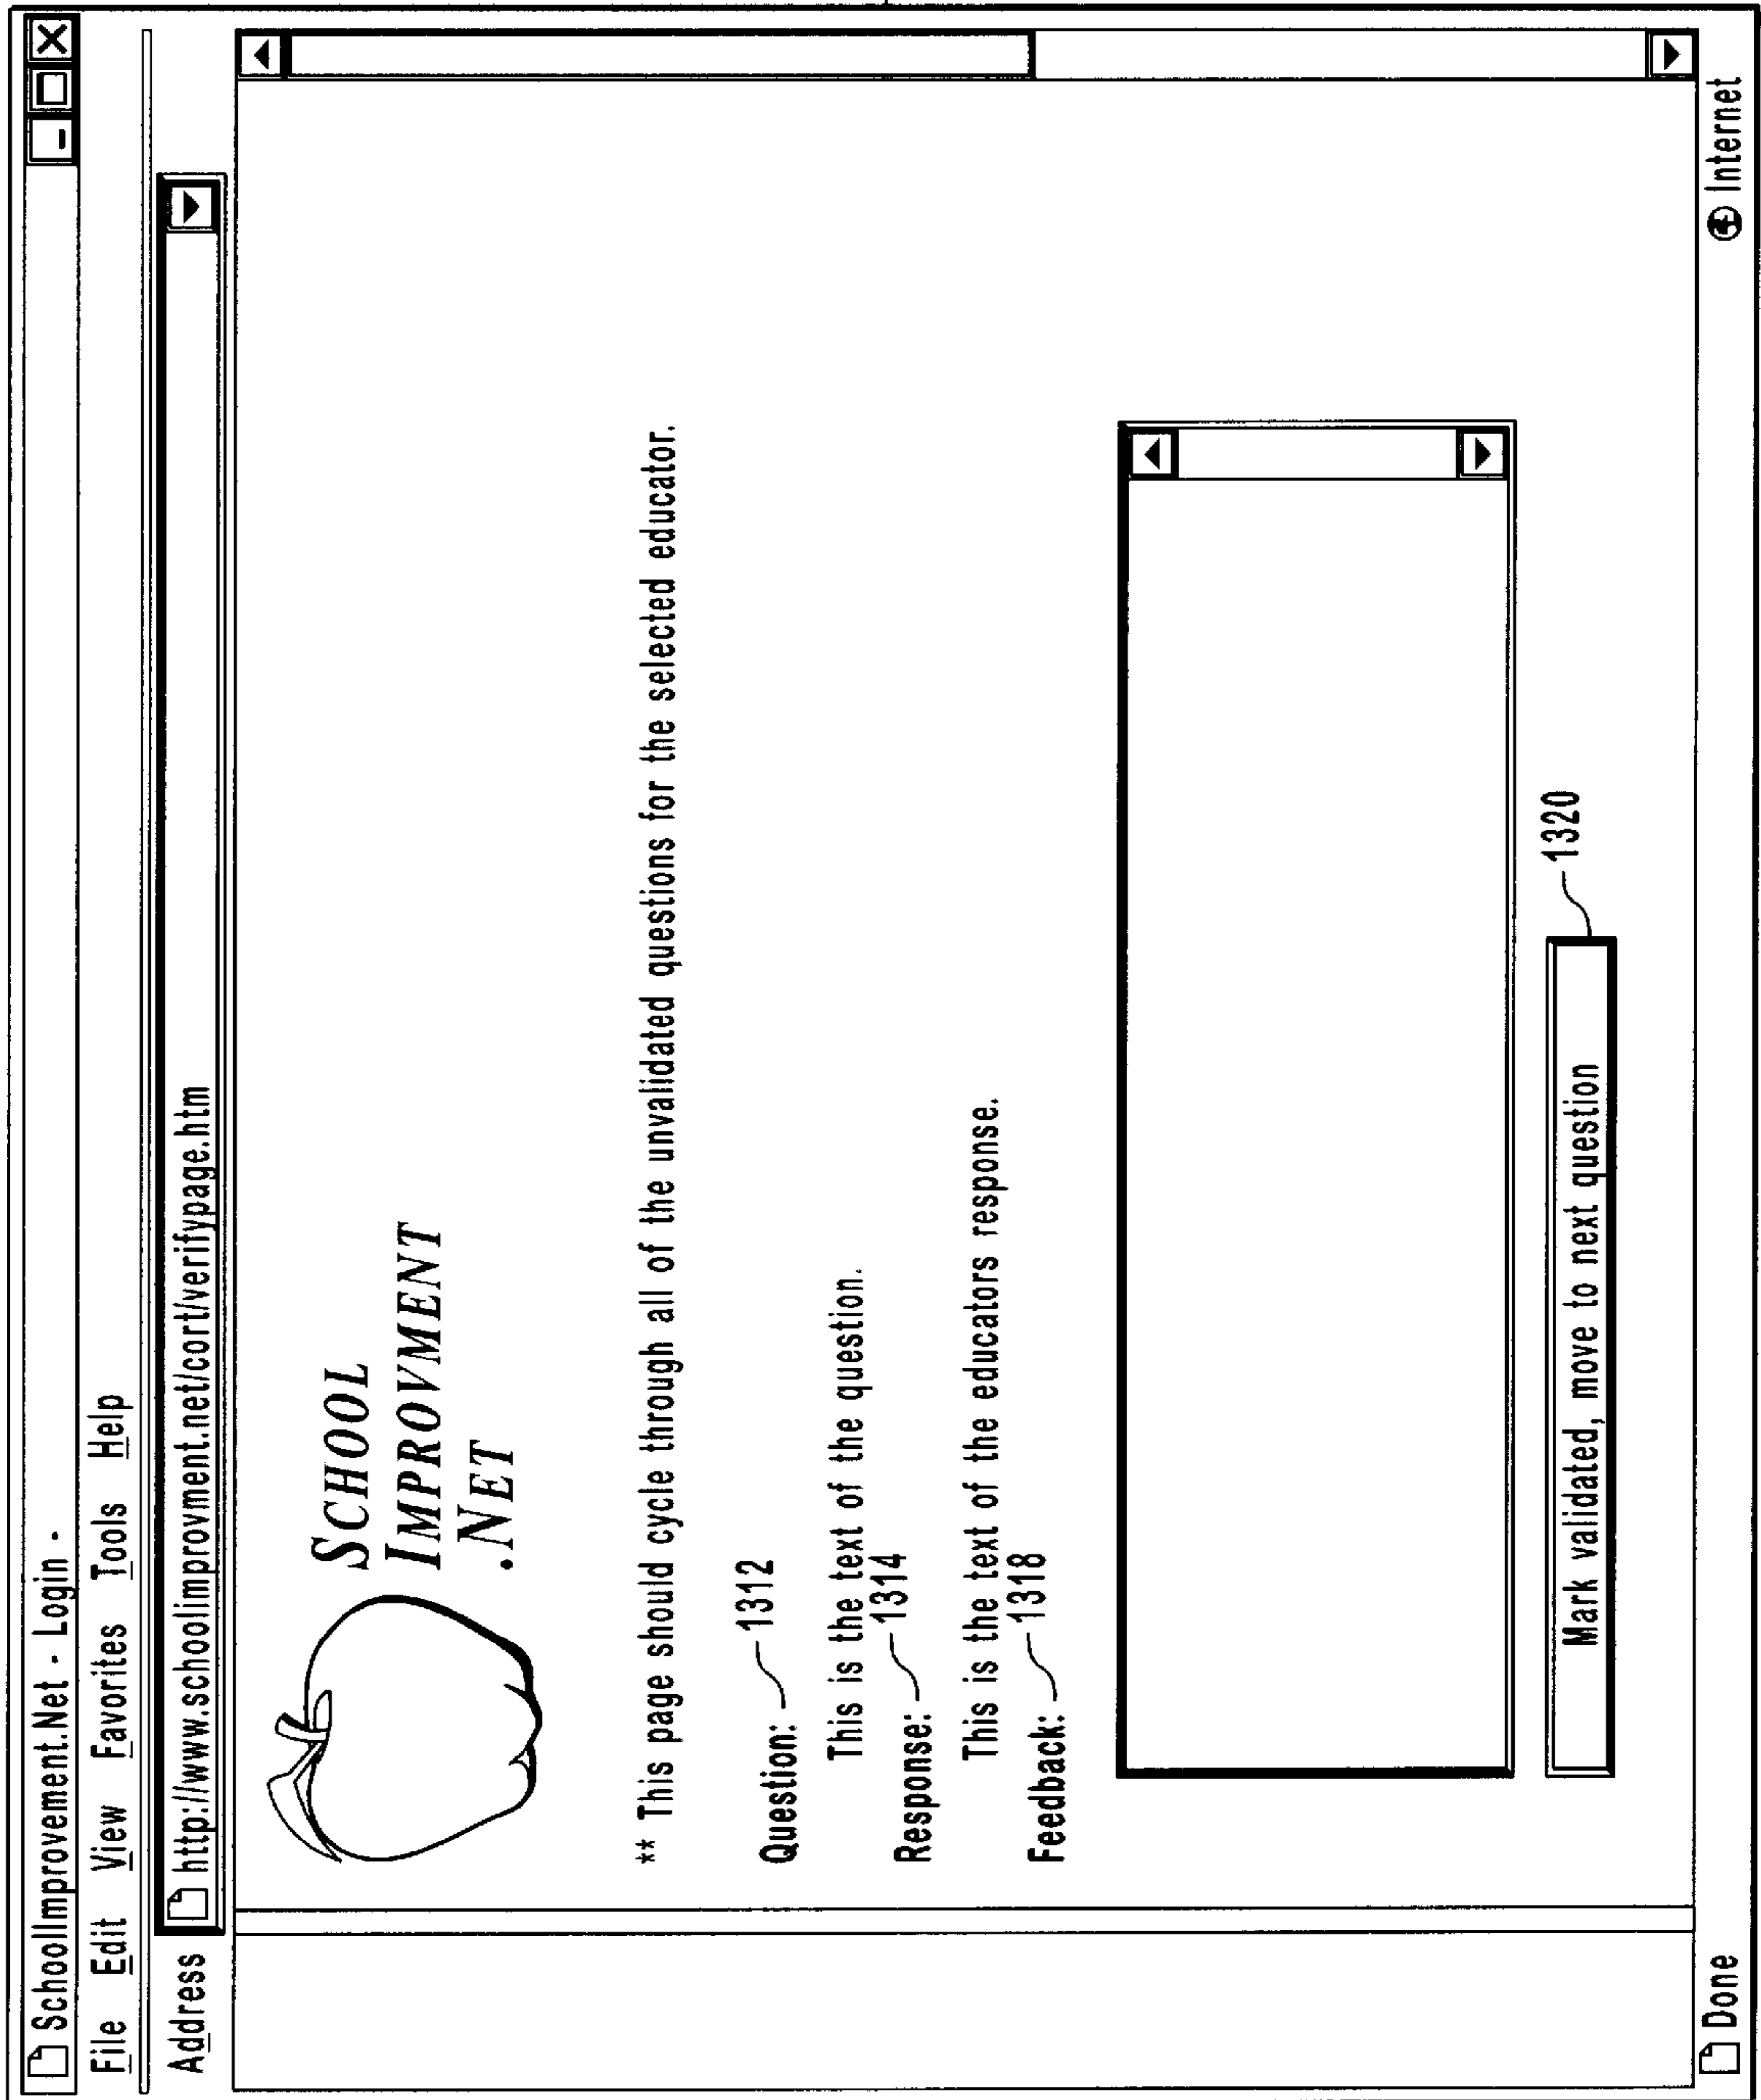 SchoolImprovement.Net - Login -
File Edit View Favorites Tools Help
Address http://www.schoolimprovment.net/cort/verifypage.htm
SCHOOL
IMPROVMENT
.NET
** This page should cycle through all of the unvalidated questions for the selected educator.
Question: 1312
This is the text of the question.
Response: 1314
This is the text of the educators response.
Feedback: 1318
Mark validated, move to next question 1320
Done Internet